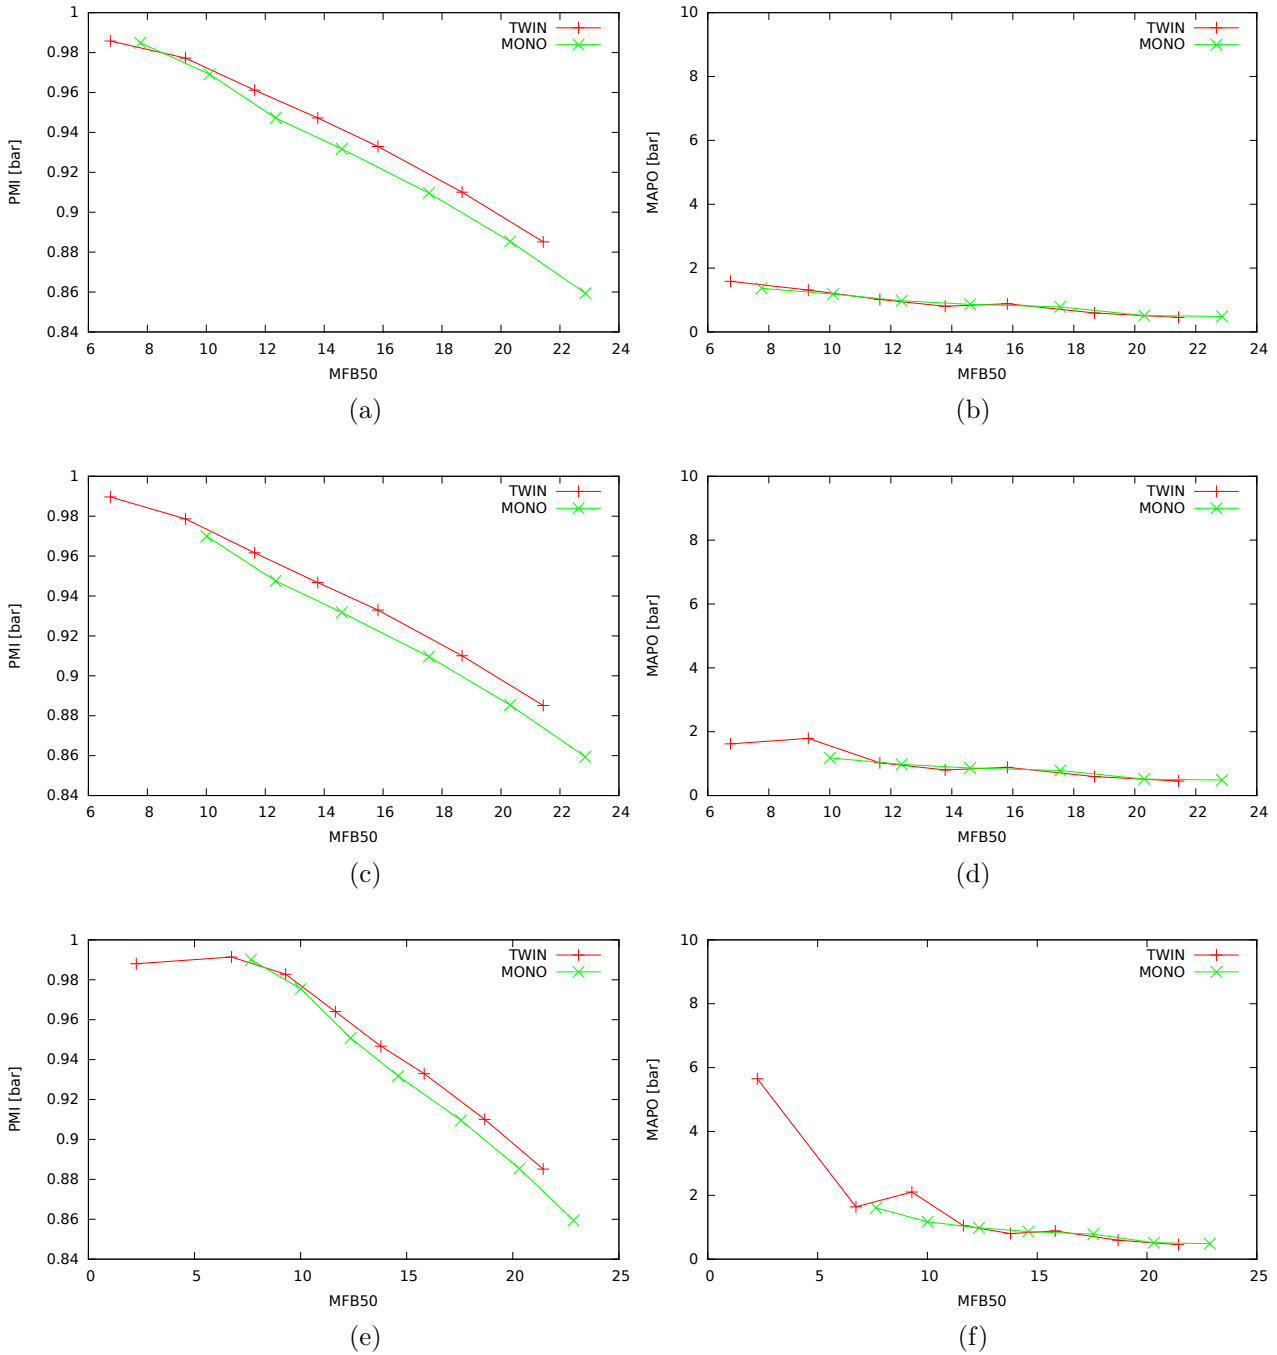 1
0.98
0.96
0.94
0.92
0.9
0.88
0.86
0.84
PMI [bar]
TWIN
MONO
6 8 10 12 14 16 18 20 22 24
MFB50
(a)
10
8
6
4
2
0
MAPO [bar]
TWIN
MONO
6 8 10 12 14 16 18 20 22 24
MFB50
(b)
1
0.98
0.96
0.94
0.92
0.9
0.88
0.86
0.84
PMI [bar]
TWIN
MONO
6 8 10 12 14 16 18 20 22 24
MFB50
(c)
10
8
6
4
2
0
MAPO [bar]
TWIN
MONO
6 8 10 12 14 16 18 20 22 24
MFB50
(d)
1
0.98
0.96
0.94
0.92
0.9
0.88
0.86
0.84
PMI [bar]
TWIN
MONO
0 5 10 15 20 25
MFB50
(e)
10
8
6
4
2
0
MAPO [bar]
TWIN
MONO
0 5 10 15 20 25
MFB50
(f)